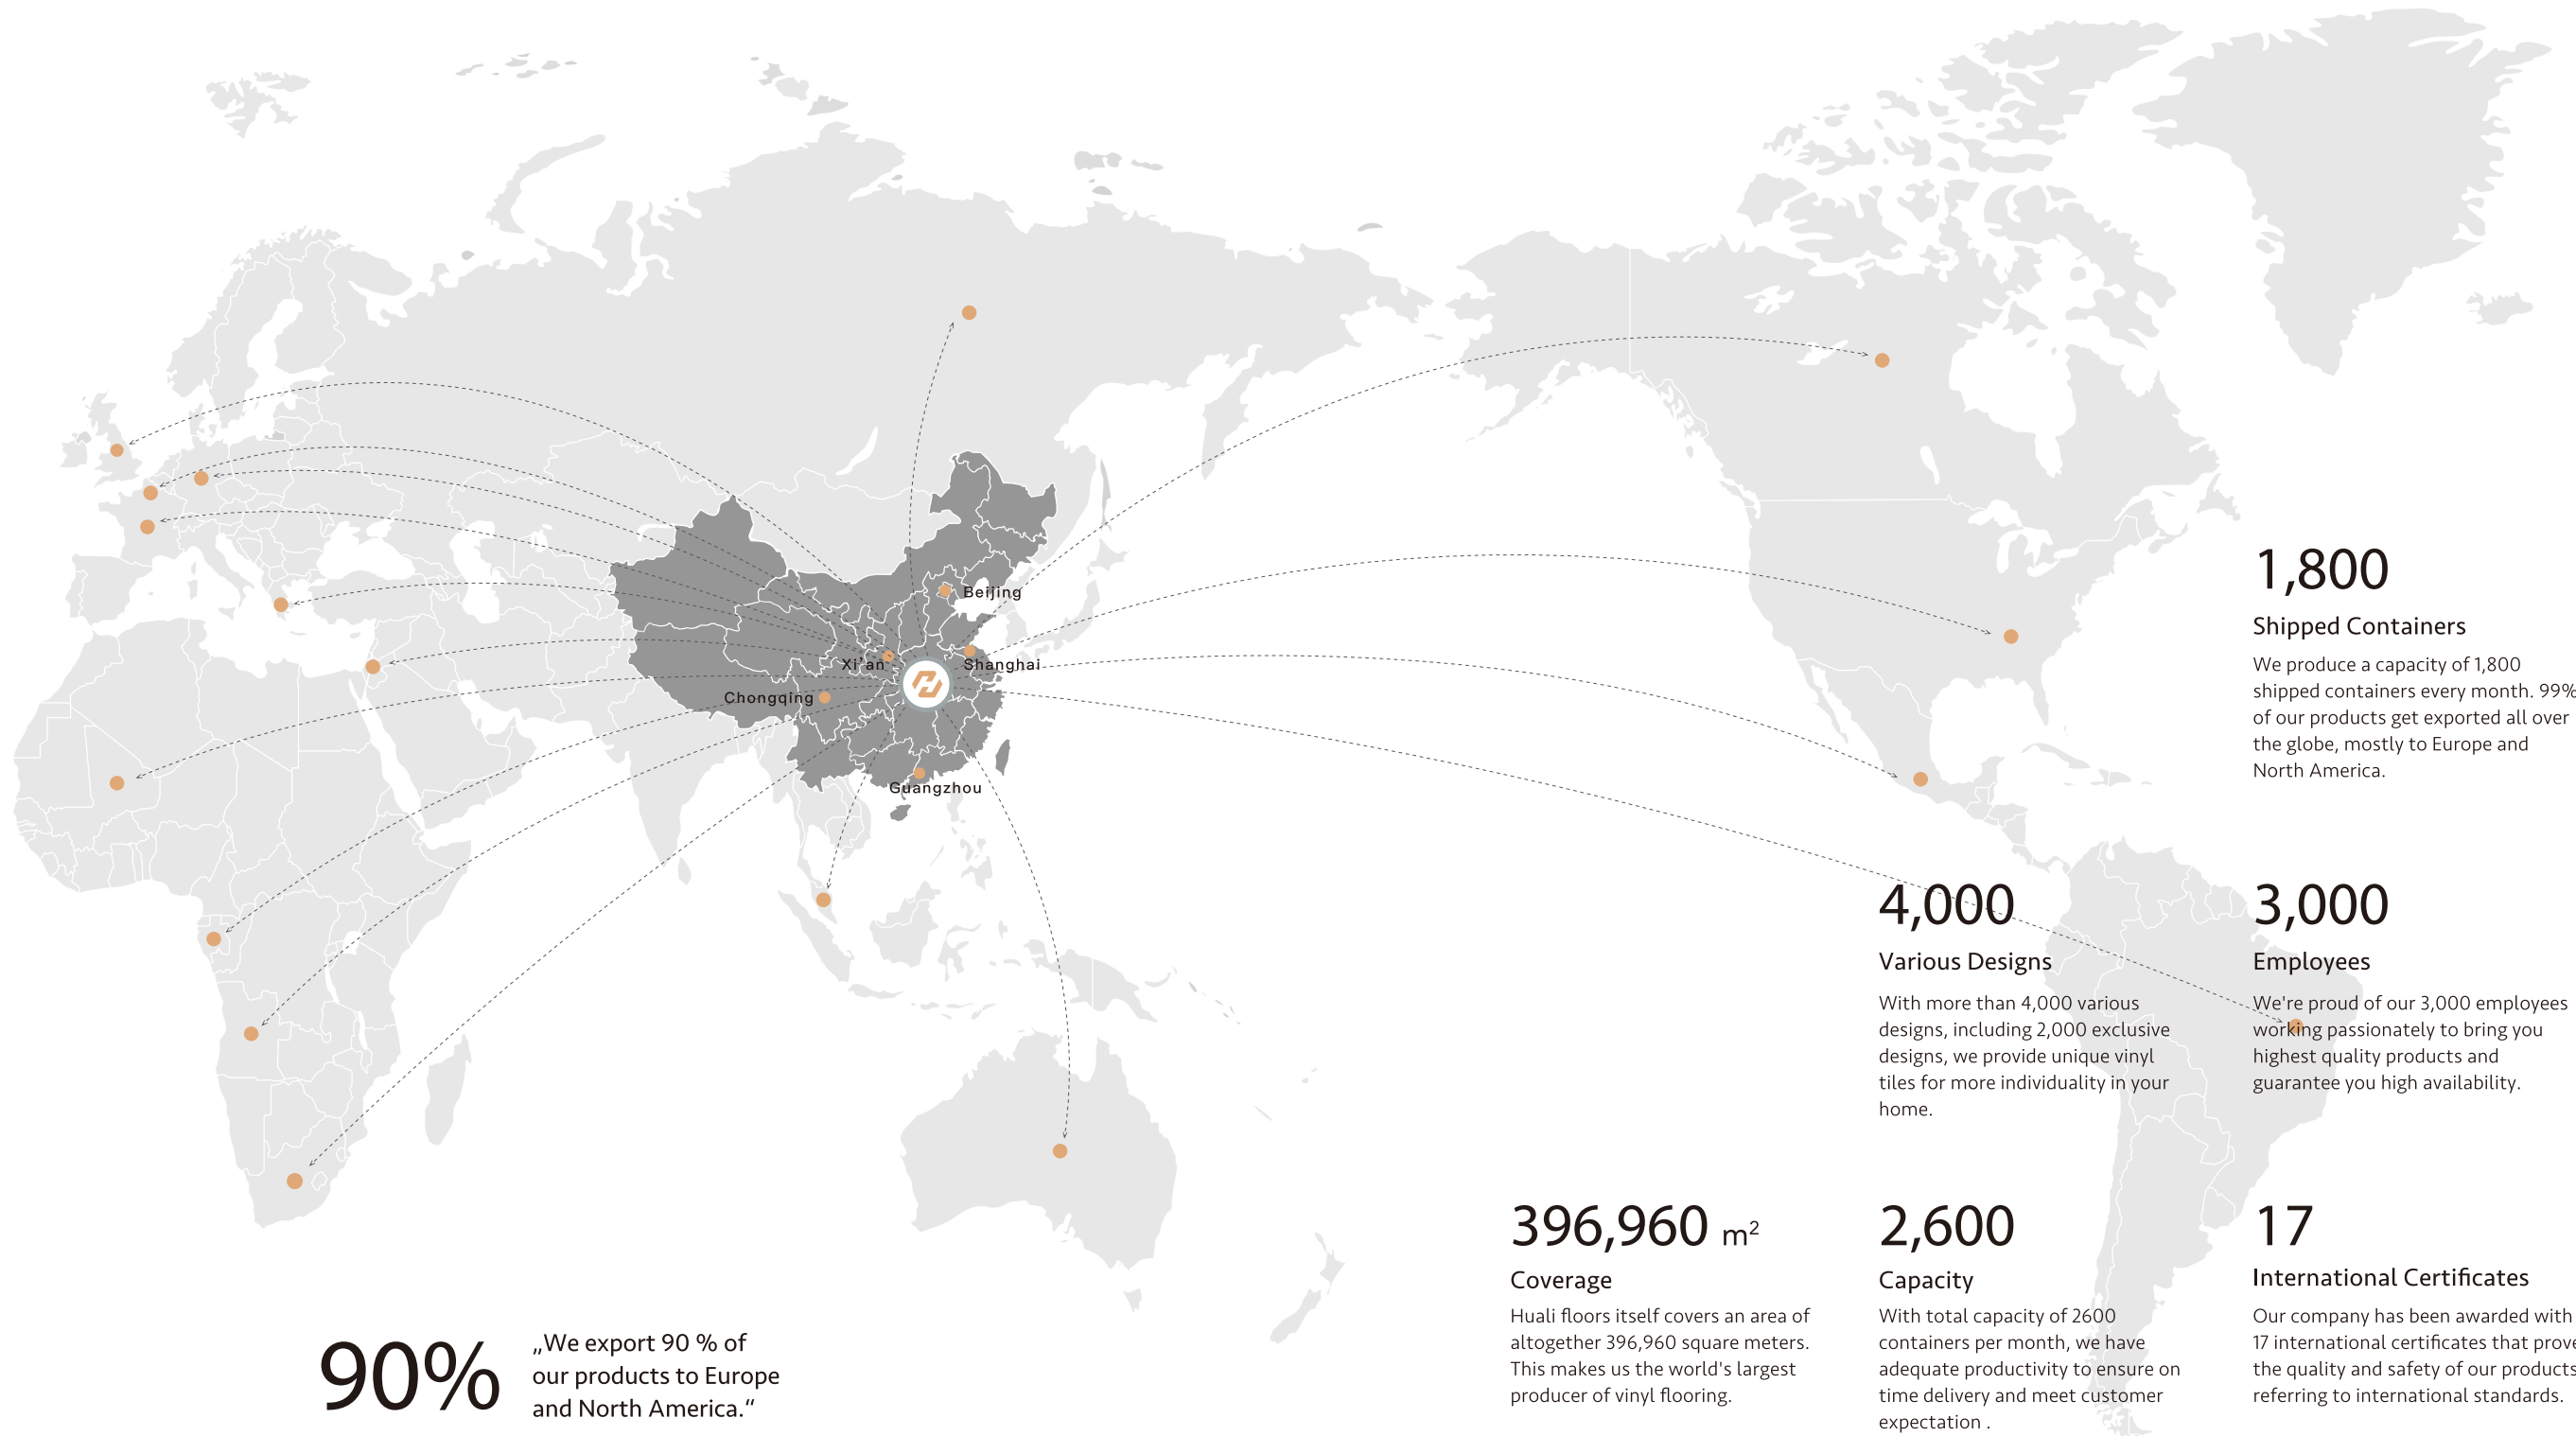 Beijing
Xi'an
Shanghai
Chongqing
Guangzhou
1,800
Shipped Containers
We produce a capacity of 1,800
shipped containers every month. 99%
of our products get exported all over
the globe, mostly to Europe and
North America.
4,000
Various Designs
With more than 4,000 various
designs, including 2,000 exclusive
designs, we provide unique vinyl
tiles for more individuality in your
home.
3,000
Employees
We're proud of our 3,000 employees
working passionately to bring you
highest quality products and
guarantee you high availability.
396,960 m²
Coverage
Huali floors itself covers an area of
altogether 396,960 square meters.
This makes us the world's largest
producer of vinyl flooring.
2,600
Capacity
With total capacity of 2600
containers per month, we have
adequate productivity to ensure on
time delivery and meet customer
expectation .
17
International Certificates
Our company has been awarded with
17 international certificates that prove
the quality and safety of our products
referring to international standards.
90%
„We export 90 % of
our products to Europe
and North America.“